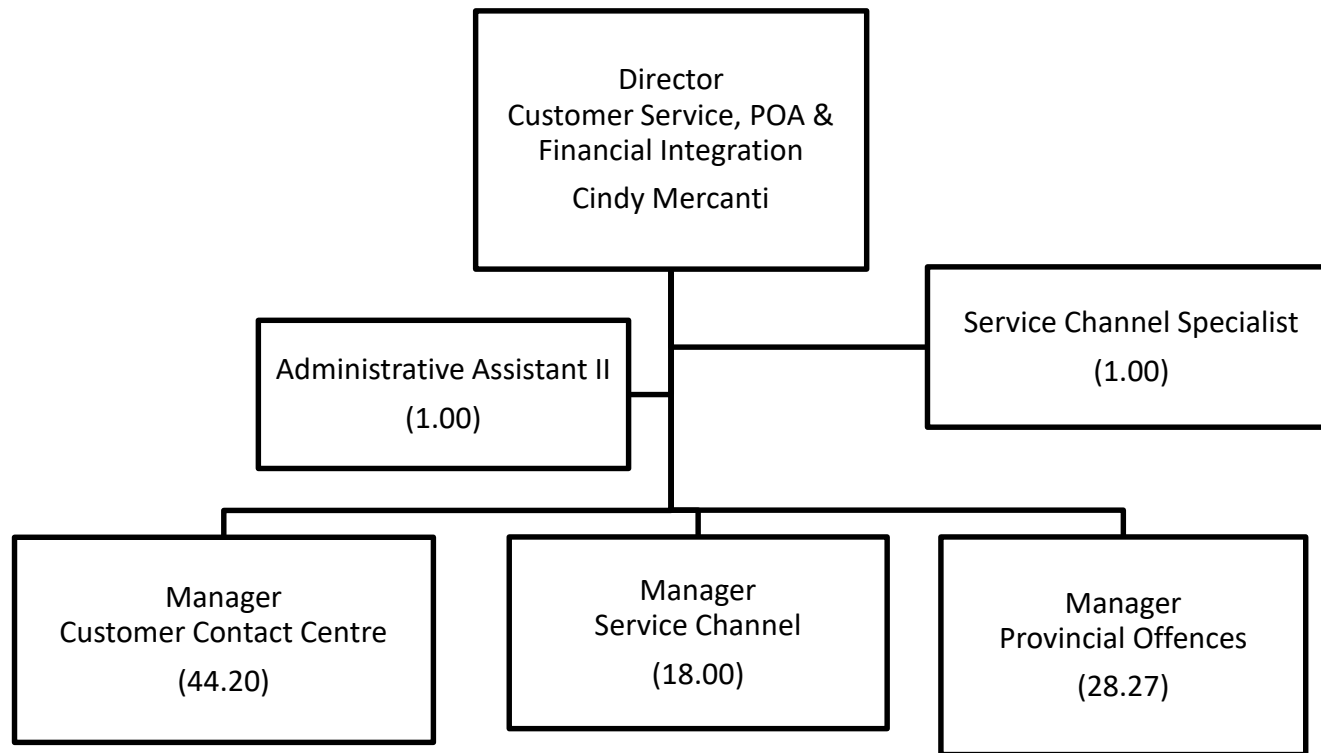 Director
Customer Service, POA &
Financial Integration
Cindy Mercanti
Service Channel Specialist
(1.00)
Administrative Assistant II
(1.00)
Manager
Customer Contact Centre
(44.20)
Manager
Service Channel
(18.00)
Manager
Provincial Offences
(28.27)